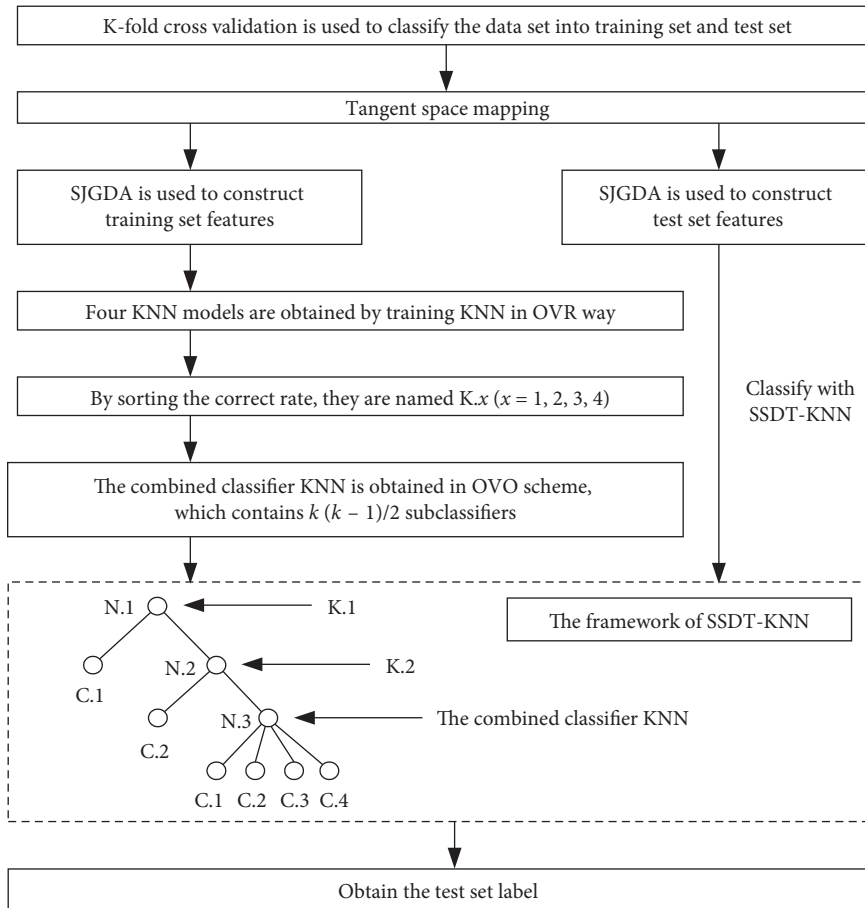 K-fold cross validation is used to classify the data set into training set and test set
Tangent space mapping
SJGDA is used to construct
training set features
SJGDA is used to construct
test set features
Four KNN models are obtained by training KNN in OVR way
By sorting the correct rate, they are named K.x (x = 1, 2, 3, 4)
Classify with
SSDT-KNN
The combined classifier KNN is obtained in OVO scheme,
which contains k (k – 1)/2 subclassifiers
The framework of SSDT-KNN
N.1
K.1
C.1
N.2
K.2
C.2
N.3
The combined classifier KNN
C.1
C.2
C.3
C.4
Obtain the test set label